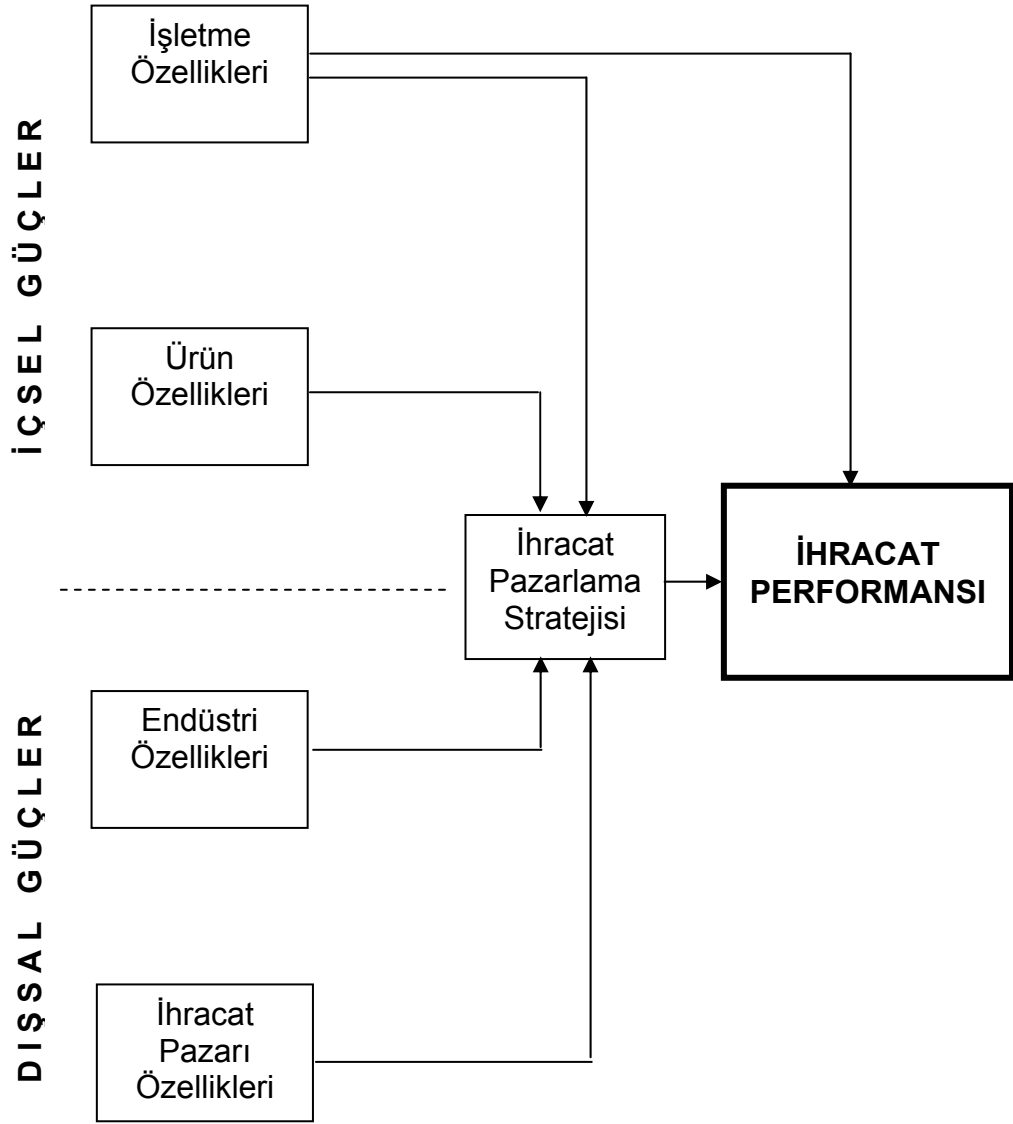 İÇSEL GÜÇLER
İşletme
Özellikleri
Ürün
Özellikleri
İhracat
Pazarlama
Stratejisi
İHRACAT
PERFORMANSI
DIŞSAL GÜÇLER
Endüstri
Özellikleri
İhracat
Pazarı
Özellikleri